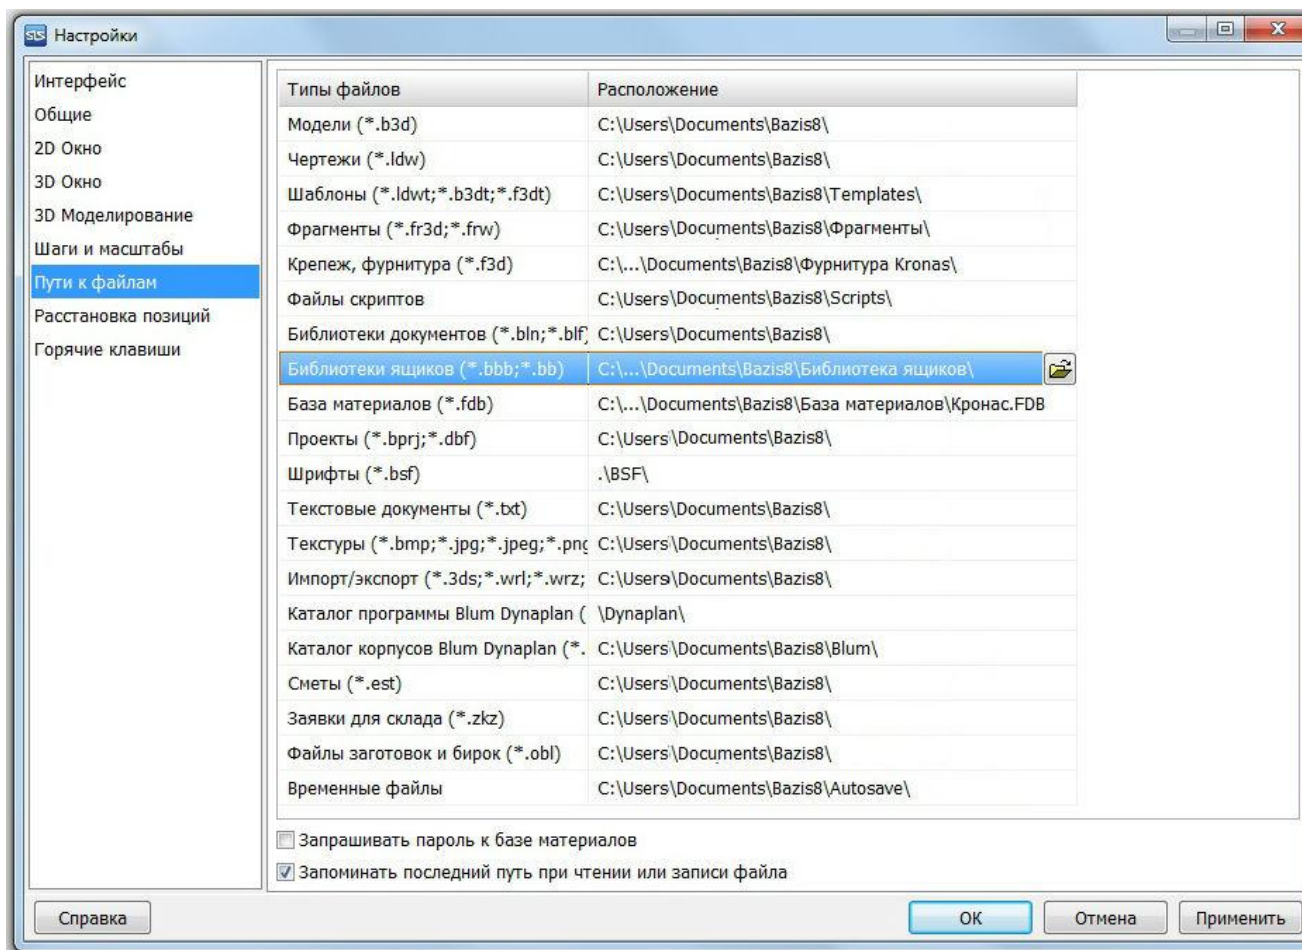 SLS Настройки
Интерфейс
Общие
2D Окно
3D Окно
3D Моделирование
Шаги и масштабы
Пути к файлам
Расстановка позиций
Горячие клавиши
Типы файлов Расположение
Модели (*.b3d) C:\Users\Documents\Bazis8\
Чертежи (*.ldw) C:\Users\Documents\Bazis8\
Шаблоны (*.ldwt;*.b3dt;*.f3dt) C:\Users\Documents\Bazis8\Templates\
Фрагменты (*.fr3d;*.frw) C:\Users\Documents\Bazis8\Фрагменты\
Крепеж, фурнитура (*.f3d) C:\...\Documents\Bazis8\Фурнитура Kronas\
Файлы скриптов C:\Users\Documents\Bazis8\Scripts\
Библиотеки документов (*.bln;*.blf) C:\Users\Documents\Bazis8\
Библиотеки ящиков (*.bbb;*.bb) C:\...\Documents\Bazis8\Библиотека ящиков\
База материалов (*.fdb) C:\...\Documents\Bazis8\База материалов\Кронас.FDB
Проекты (*.bprj;*.dbf) C:\Users\Documents\Bazis8\
Шрифты (*.bsf) .\BSF\
Текстовые документы (*.txt) C:\Users\Documents\Bazis8\
Текстуры (*.bmp;*.jpg;*.jpeg;*.png C:\Users\Documents\Bazis8\
Импорт/экспорт (*.3ds;*.wrl;*.wrz; C:\Users\Documents\Bazis8\
Каталог программы Blum Dynaplan ( \Dynaplan\
Каталог корпусов Blum Dynaplan (*. C:\Users\Documents\Bazis8\Blum\
Сметы (*.est) C:\Users\Documents\Bazis8\
Заявки для склада (*.zkz) C:\Users\Documents\Bazis8\
Файлы заготовок и бирок (*.obl) C:\Users\Documents\Bazis8\
Временные файлы C:\Users\Documents\Bazis8\Autosave\
Запрашивать пароль к базе материалов
Запоминать последний путь при чтении или записи файла
Справка OK Отмена Применить